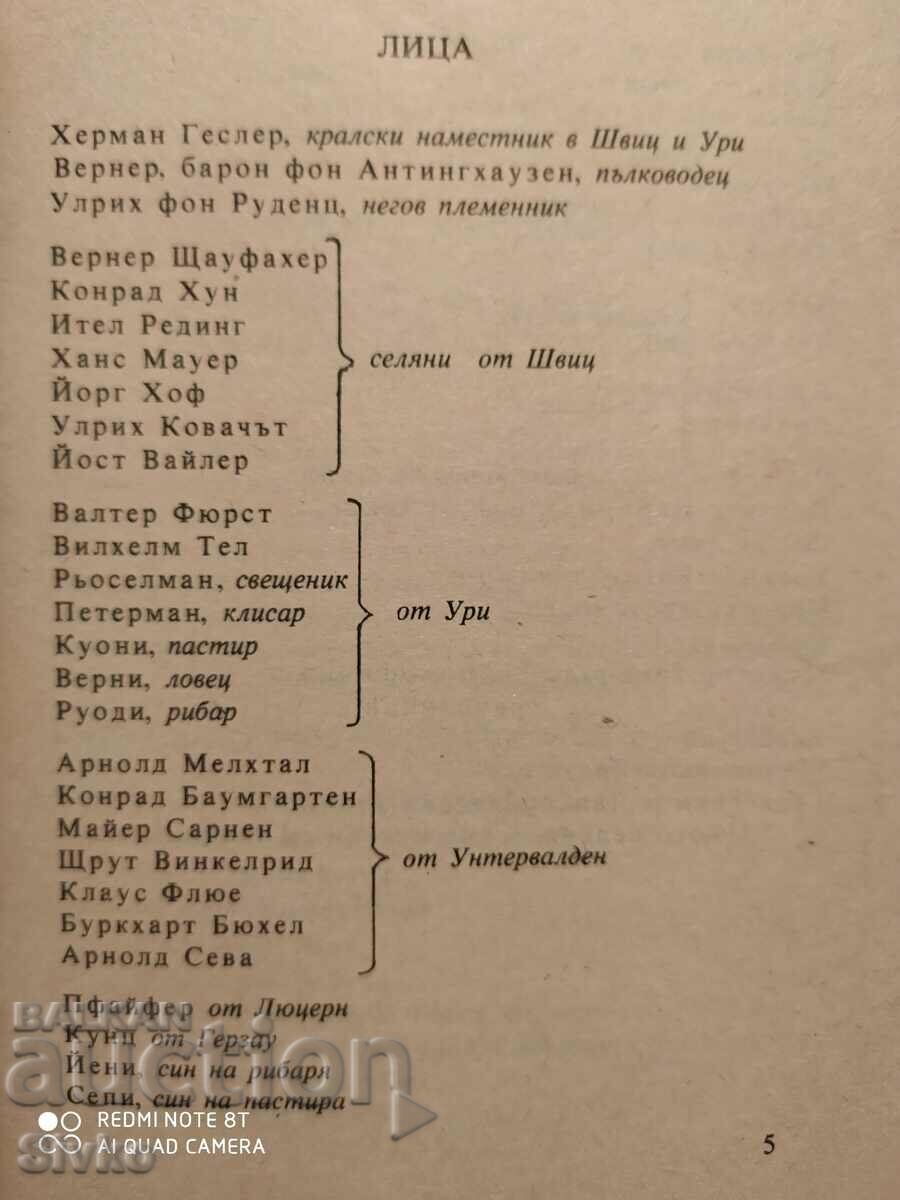 ЛИЦА
Херман Геслер, кралски наместник в Швиц и Ури
Вернер, барон фон Антингхаузен, пълководец
Улрих фон Руденц, негов племенник
Вернер Щауфахер
Конрад Хун
Ител Рединг
Ханс Мауер
Йорг Хоф
Улрих Ковачът
Йост Вайлер
селяни от Швиц
Валтер Фюрст
Вилхелм Тел
Рьоселман, свещеник
Петерман, клисар
Куони, пастир
Верни, ловец
Руоди, рибар
от Ури
Арнолд Мелхтал
Конрад Баумгартен
Майер Сарнен
Щрут Винкелрид
Клаус Флюе
Буркхарт Бюхел
Арнолд Сева
от Унтервалден
Пфайфер от Люцерн
Кунц от Герзау
Йени, син на рибаря
Сепи, син на пастира
5
BALKAN
auction
REDMI NOTE 8T
AI QUAD CAMERA
Sivko